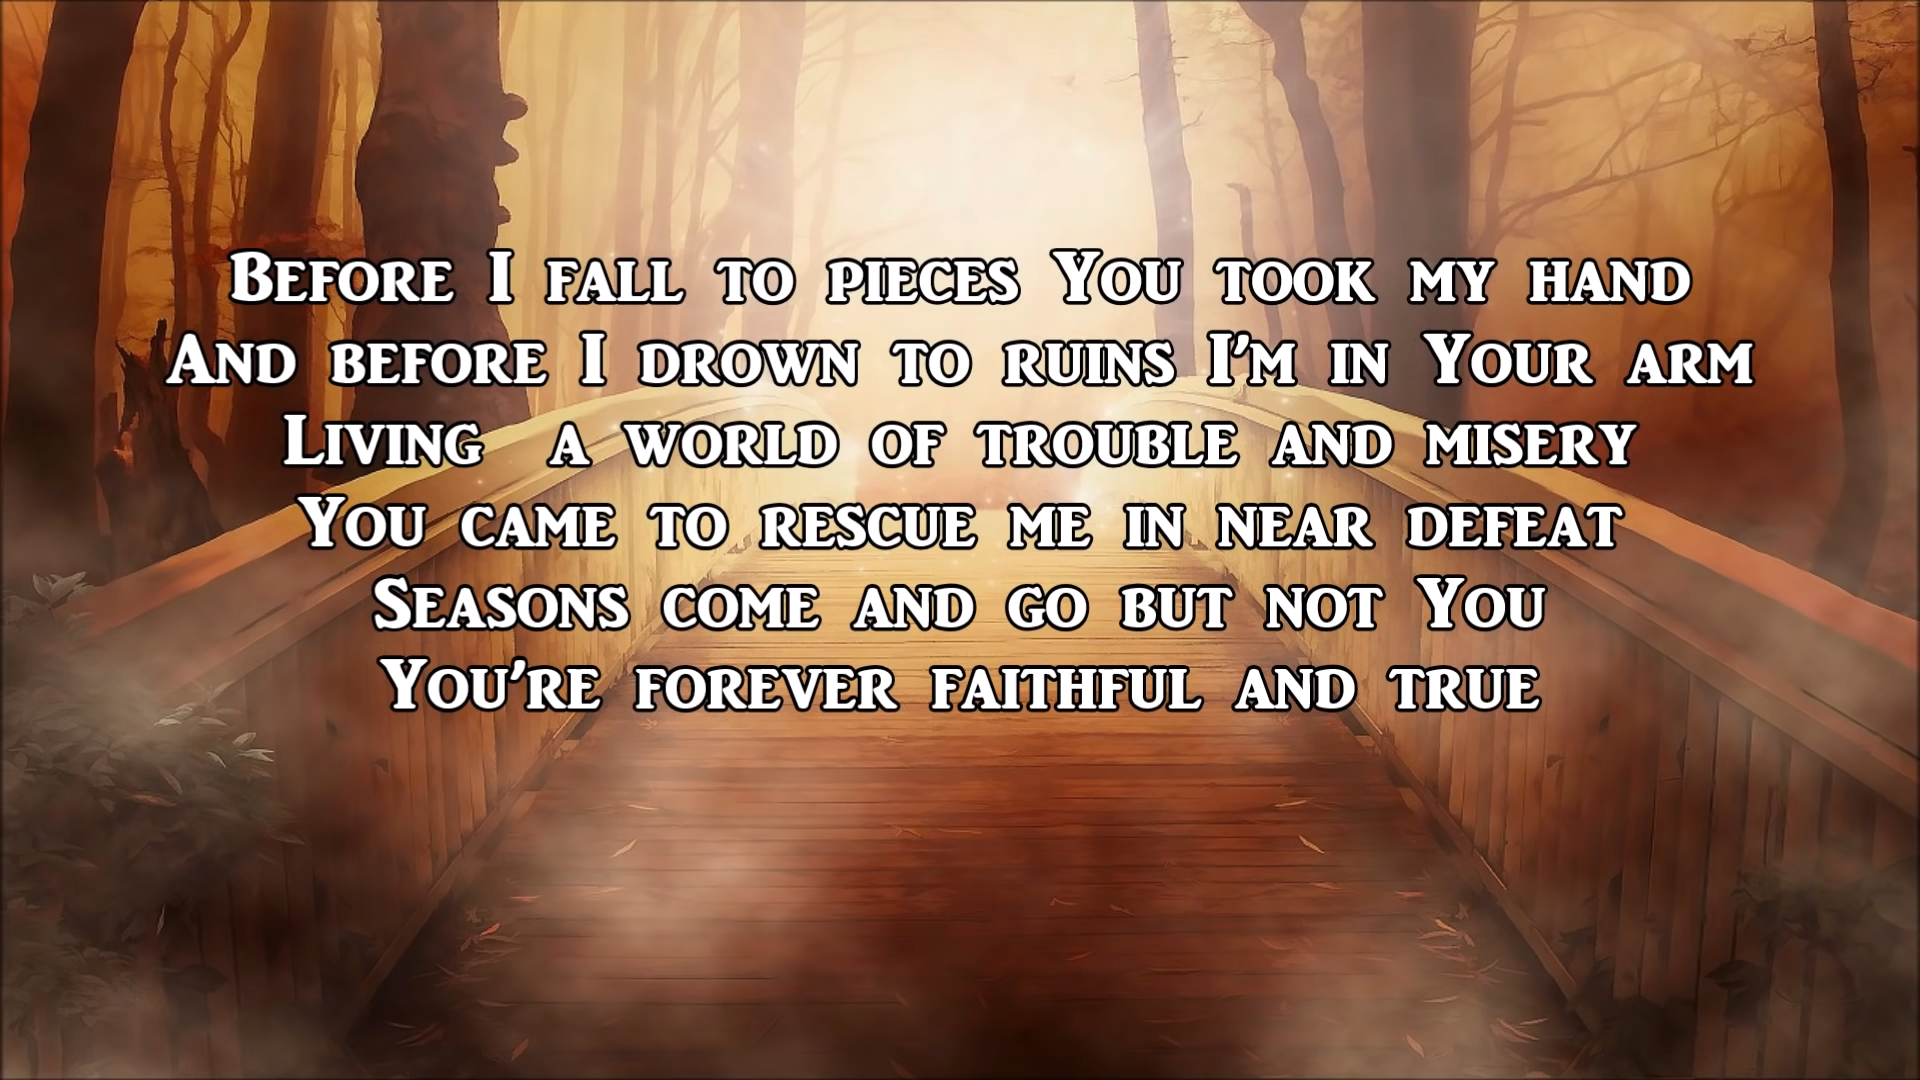 Before I fall to pieces You took my hand
And before I drown to ruins I'm in Your arm
Living  a world of trouble and misery
You came to rescue me in near defeat
Seasons come and go but not You
You're forever faithful and true